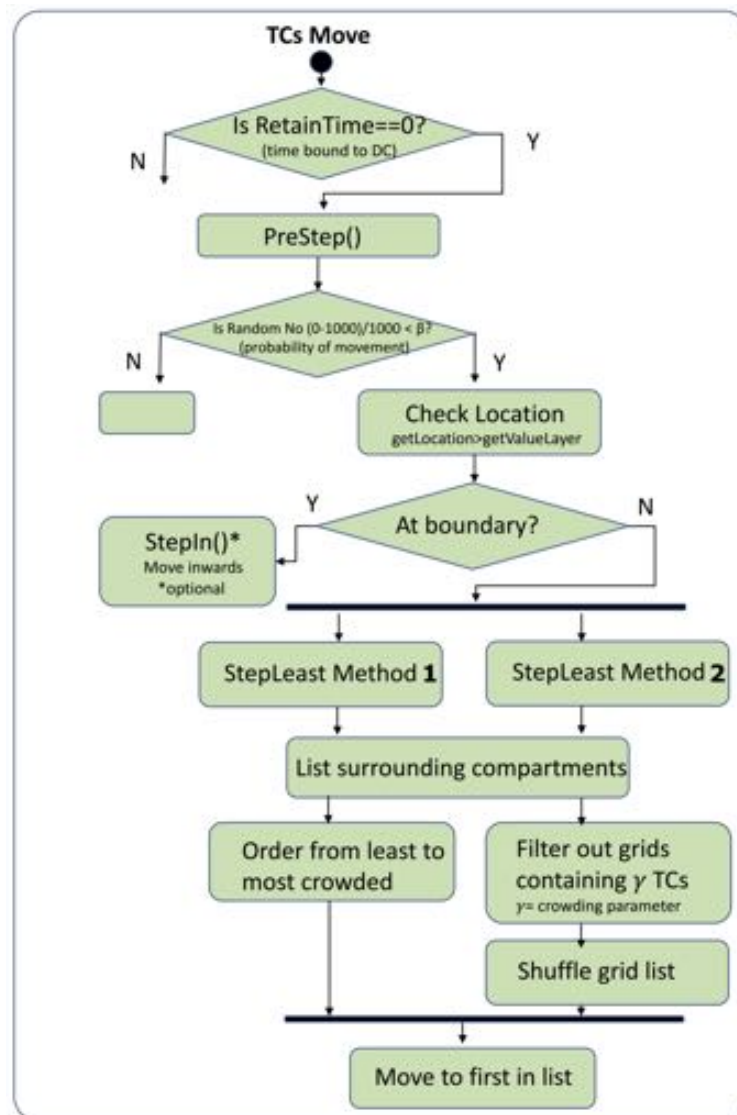 TCs Move
Is RetainTime==0?
(time bound to DC)
N
Y
PreStep()
Is Random No (0-1000)/1000 < β?
(probability of movement)
N
Y
Check Location
getLocation>getValueLayer
Y
N
At boundary?
StepIn()*
Move inwards
*optional
StepLeast Method 1
StepLeast Method 2
List surrounding compartments
Order from least to
most crowded
Filter out grids
containing γ TCs
γ= crowding parameter
Shuffle grid list
Move to first in list